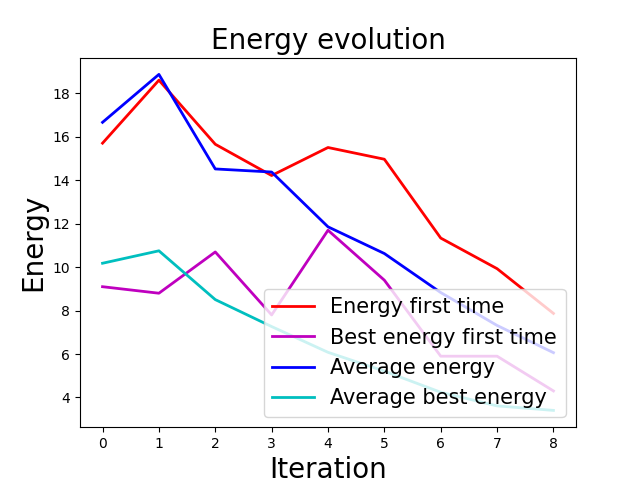 Energy evolution
Energy
18
16
14
12
10
8
6
4
Energy first time
Best energy first time
Average energy
Average best energy
0 1 2 3 4 5 6 7 8
Iteration